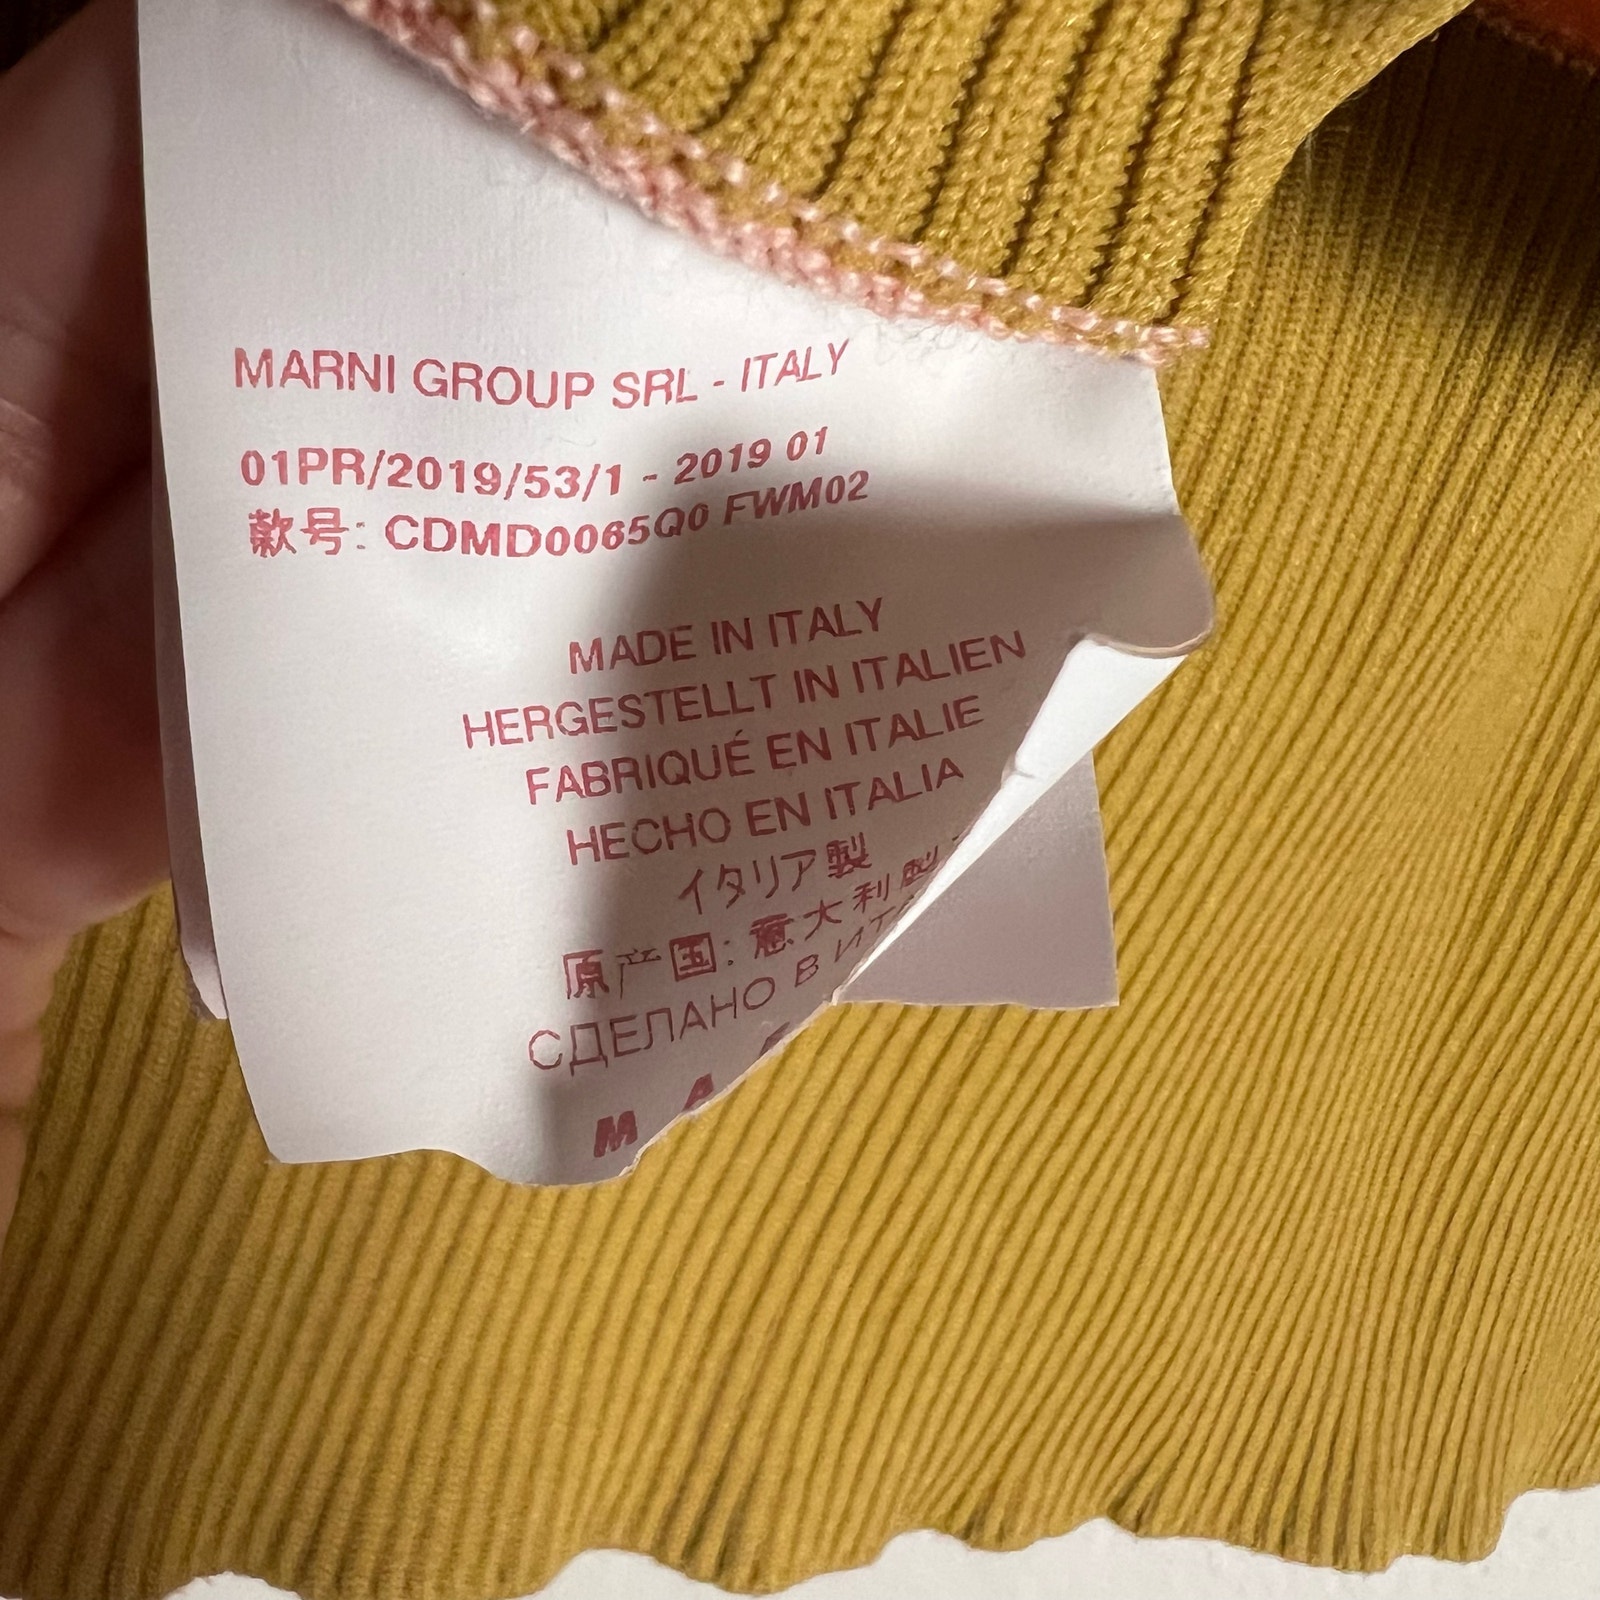 MARNI GROUP SRL - ITALY
01PR/2019/53/1 - 2019 01
款号: CDMD0065Q0 FWM02
MADE IN ITALY
HERGESTELLT IN ITALIEN
FABRIQUÉ EN ITALIE
HECHO EN ITALIA
イタリア製
原产国: 意大利製
СДЕЛАНО В
M A